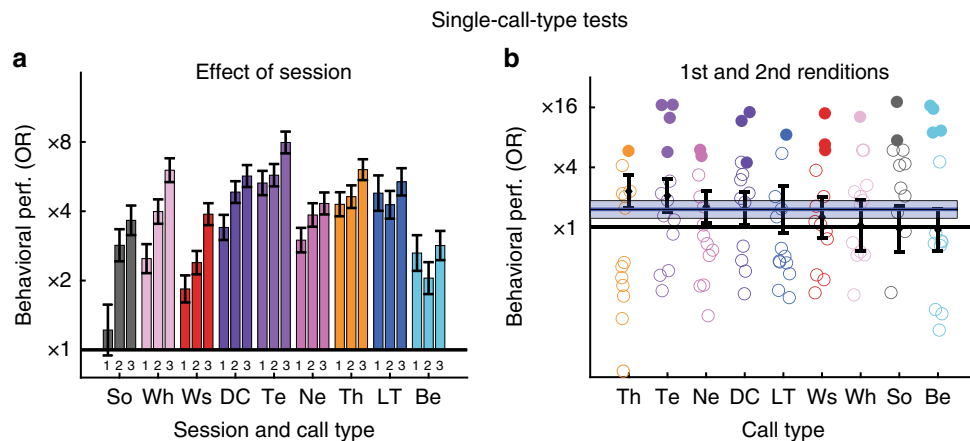 Single-call-type tests
a
Effect of session
Behavioral perf. (OR)
×8
×4
×2
×1
1 2 3 1 2 3 1 2 3 1 2 3 1 2 3 1 2 3 1 2 3 1 2 3 1 2 3
So Wh Ws DC Te Ne Th LT Be
Session and call type
b
1st and 2nd renditions
Behavioral perf. (OR)
×16
×4
×1
Th Te Ne DC LT Ws Wh So Be
Call type